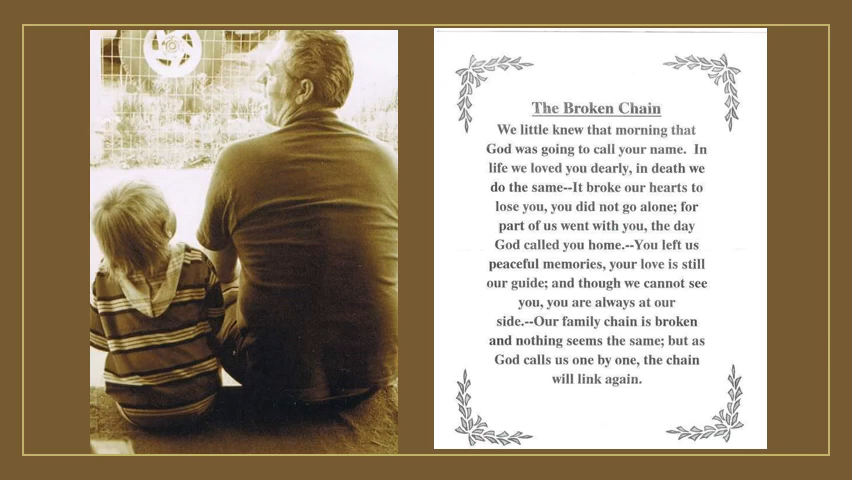 The Broken Chain
We little knew that morning that
God was going to call your name.  In
life we loved you dearly, in death we
do the same--It broke our hearts to
lose you, you did not go alone; for
part of us went with you, the day
God called you home.--You left us
peaceful memories, your love is still
our guide; and though we cannot see
you, you are always at our
side.--Our family chain is broken
and nothing seems the same; but as
God calls us one by one, the chain
will link again.